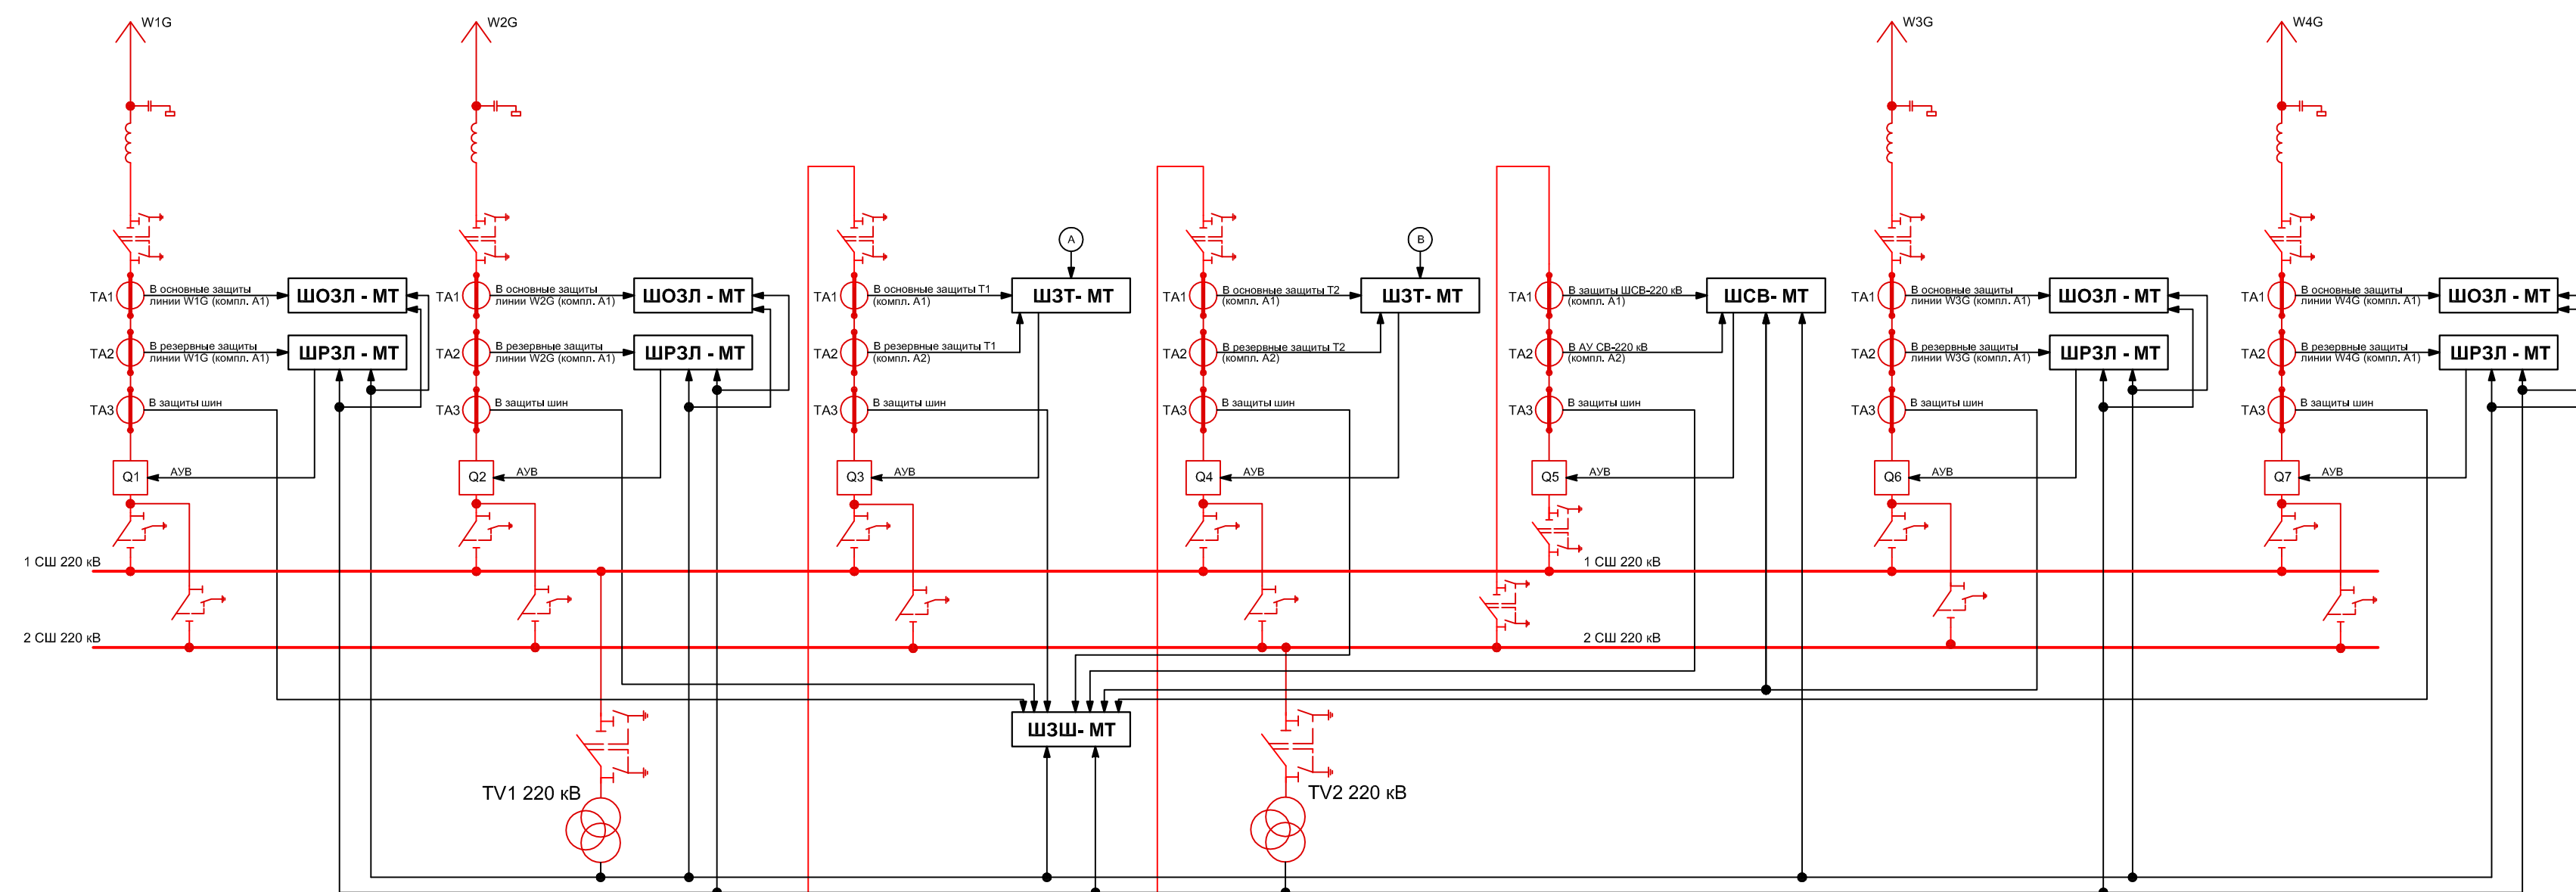 W1G
W2G
W3G
W4G
A
B
TA1
В основные защиты
линии W1G (компл. А1)
ШОЗЛ - МТ
TA1
В основные защиты
линии W2G (компл. А1)
ШОЗЛ - МТ
TA1
В основные защиты Т1
(компл. А1)
ШЗТ- МТ
TA1
В основные защиты Т2
(компл. А1)
ШЗТ- МТ
TA1
В защиты ШСВ-220 кВ
(компл. А1)
ШСВ- МТ
TA1
В основные защиты
линии W3G (компл. А1)
ШОЗЛ - МТ
TA1
В основные защиты
линии W4G (компл. А1)
ШОЗЛ - МТ
TA2
В резервные защиты
линии W1G (компл. А1)
ШРЗЛ - МТ
TA2
В резервные защиты
линии W2G (компл. А1)
ШРЗЛ - МТ
TA2
В резервные защиты Т1
(компл. А2)
TA2
В резервные защиты Т2
(компл. А2)
TA2
В АУ СВ-220 кВ
(компл. А2)
TA2
В резервные защиты
линии W3G (компл. А1)
ШРЗЛ - МТ
TA2
В резервные защиты
линии W4G (компл. А1)
ШРЗЛ - МТ
TA3
В защиты шин
TA3
В защиты шин
TA3
В защиты шин
TA3
В защиты шин
TA3
В защиты шин
TA3
В защиты шин
TA3
В защиты шин
Q1
АУВ
Q2
АУВ
Q3
АУВ
Q4
АУВ
Q5
АУВ
Q6
АУВ
Q7
АУВ
1 СШ 220 кВ
1 СШ 220 кВ
2 СШ 220 кВ
2 СШ 220 кВ
ШЗШ- МТ
TV1 220 кВ
TV2 220 кВ